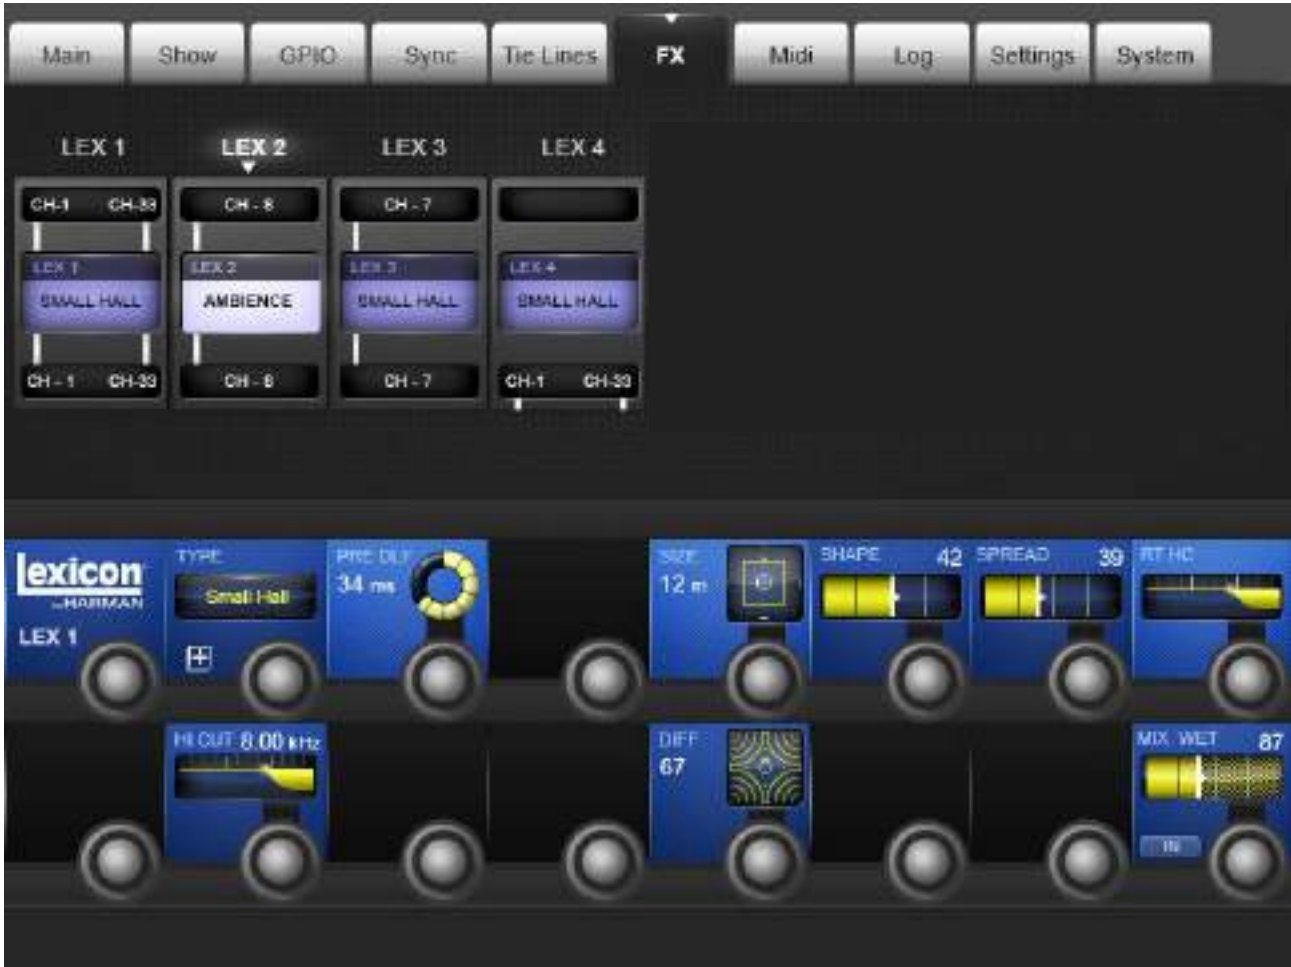 Main Show GPIO Sync Tie Lines FX Midi Log Settings System
LEX 1 LEX 2 LEX 3 LEX 4
CH-1 CH-33 CH - 8 CH - 7
LEX 1 LEX 2 LEX 3 LEX 4
SMALL HALL AMBIENCE SMALL HALL SMALL HALL
CH - 1 CH-33 CH - 8 CH - 7 CH-1 CH-33
lexicon TYPE PRE DLY SIZE SHAPE 42 SPREAD 39 RT HC
by HARMAN Small Hall 34 ms 12 m
LEX 1
HI CUT 8.00 kHz DIFF MIX WET 87
67
IN